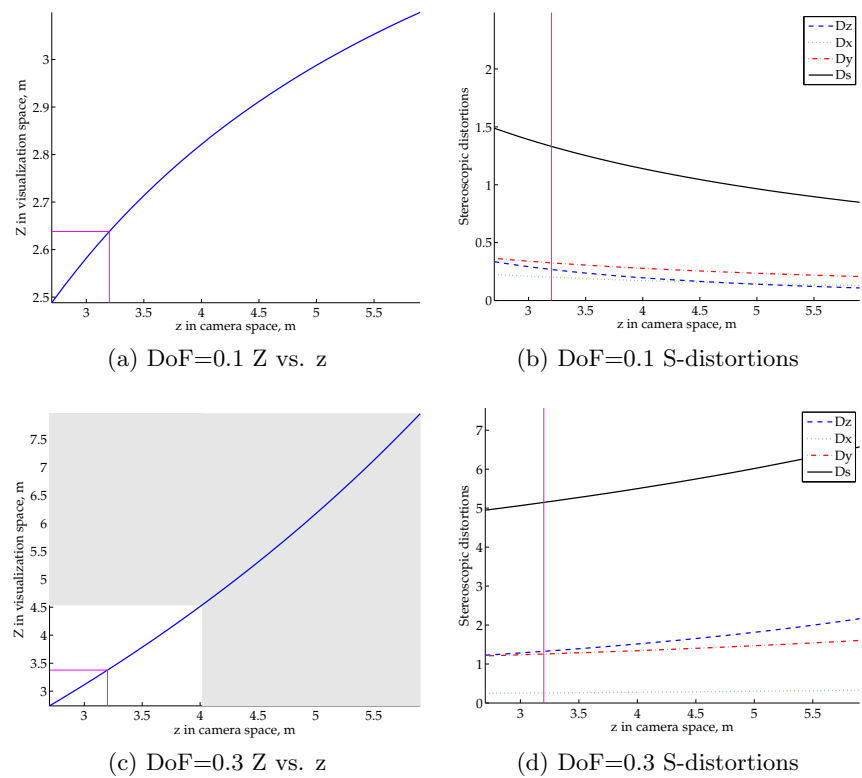 Z in visualization space, m
3
2.9
2.8
2.7
2.6
2.5
3 3.5 4 4.5 5 5.5
z in camera space, m
(a) DoF=0.1 Z vs. z
Stereoscopic distortions
2
1.5
1
0.5
0
3 3.5 4 4.5 5 5.5
z in camera space, m
Dz
Dx
Dy
Ds
(b) DoF=0.1 S-distortions
Z in visualization space, m
7.5
7
6.5
6
5.5
5
4.5
4
3.5
3
3 3.5 4 4.5 5 5.5
z in camera space, m
(c) DoF=0.3 Z vs. z
Stereoscopic distortions
7
6
5
4
3
2
1
0
3 3.5 4 4.5 5 5.5
z in camera space, m
Dz
Dx
Dy
Ds
(d) DoF=0.3 S-distortions